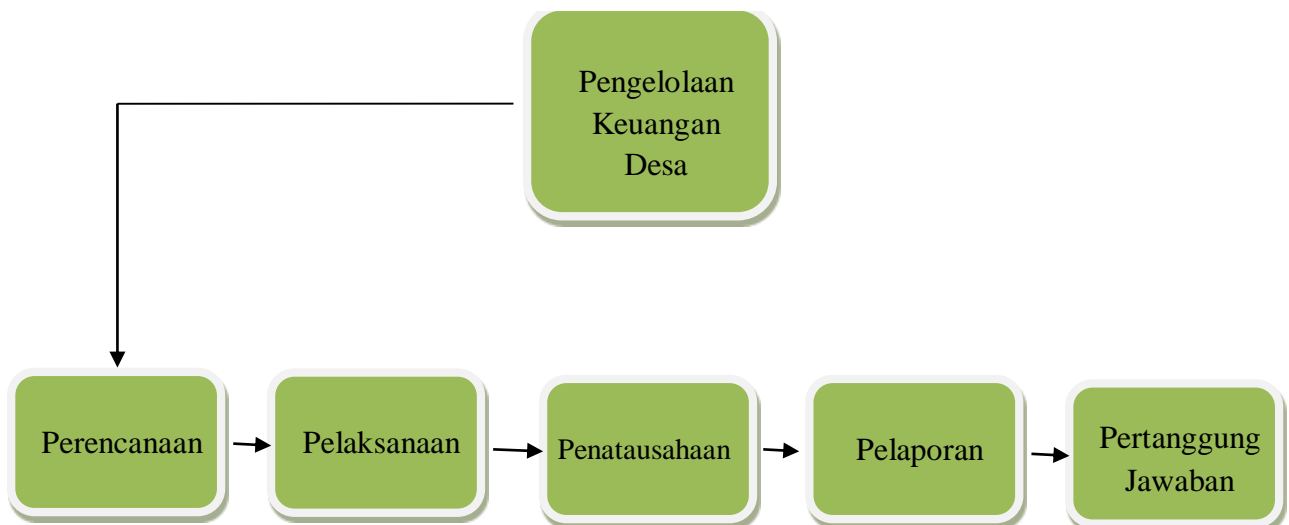 Pengelolaan
Keuangan
Desa
Perencanaan
Pelaksanaan
Penatausahaan
Pelaporan
Pertanggung
Jawaban